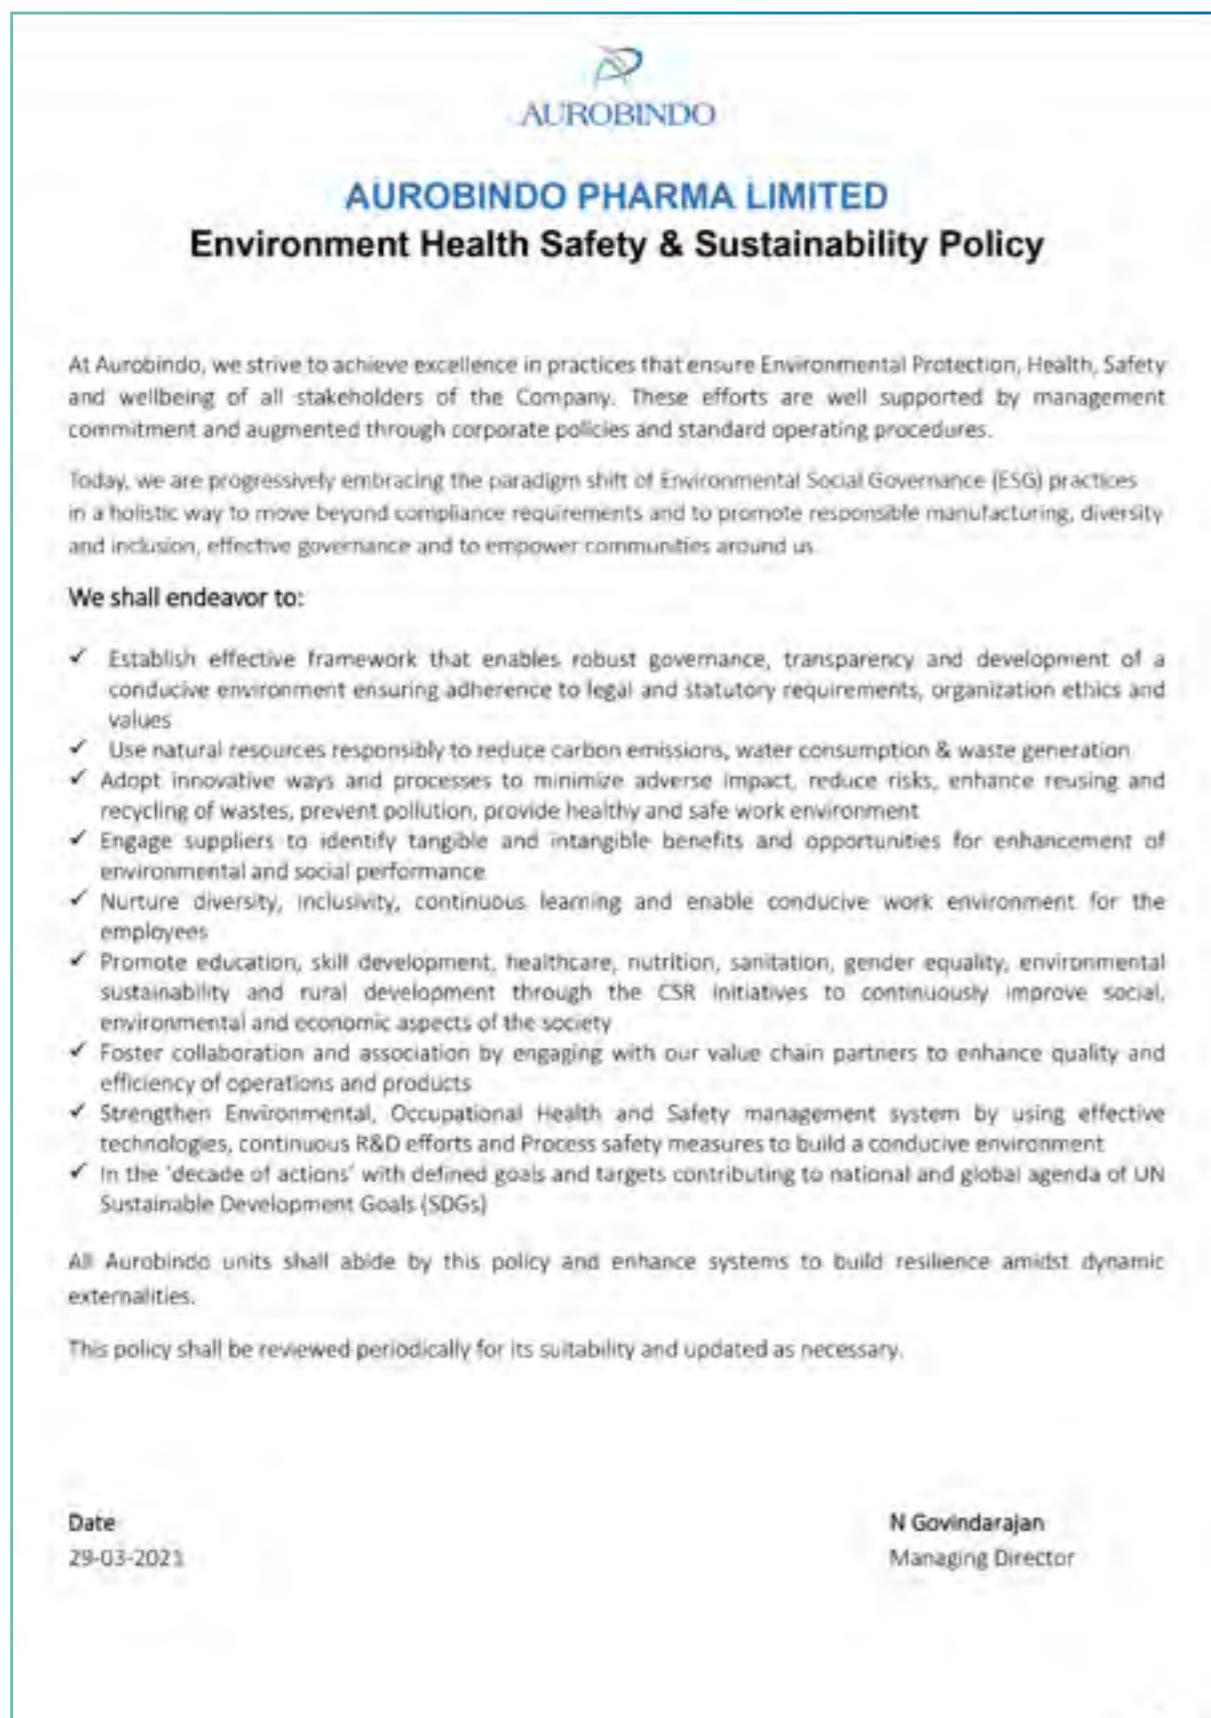 AUROBINDO
AUROBINDO PHARMA LIMITED
Environment Health Safety & Sustainability Policy
At Aurobindo, we strive to achieve excellence in practices that ensure Environmental Protection, Health, Safety
and wellbeing of all stakeholders of the Company. These efforts are well supported by management
commitment and augmented through corporate policies and standard operating procedures.
Today, we are progressively embracing the paradigm shift of Environmental Social Governance (ESG) practices
in a holistic way to move beyond compliance requirements and to promote responsible manufacturing, diversity
and inclusion, effective governance and to empower communities around us.
We shall endeavor to:
✓ Establish effective framework that enables robust governance, transparency and development of a
conducive environment ensuring adherence to legal and statutory requirements, organization ethics and
values
✓ Use natural resources responsibly to reduce carbon emissions, water consumption & waste generation
✓ Adopt innovative ways and processes to minimize adverse impact, reduce risks, enhance reusing and
recycling of wastes, prevent pollution, provide healthy and safe work environment
✓ Engage suppliers to identify tangible and intangible benefits and opportunities for enhancement of
environmental and social performance
✓ Nurture diversity, inclusivity, continuous learning and enable conducive work environment for the
employees
✓ Promote education, skill development, healthcare, nutrition, sanitation, gender equality, environmental
sustainability and rural development through the CSR initiatives to continuously improve social,
environmental and economic aspects of the society
✓ Foster collaboration and association by engaging with our value chain partners to enhance quality and
efficiency of operations and products
✓ Strengthen Environmental, Occupational Health and Safety management system by using effective
technologies, continuous R&D efforts and Process safety measures to build a conducive environment
✓ In the 'decade of actions' with defined goals and targets contributing to national and global agenda of UN
Sustainable Development Goals (SDGs)
All Aurobindo units shall abide by this policy and enhance systems to build resilience amidst dynamic
externalities.
This policy shall be reviewed periodically for its suitability and updated as necessary.
Date
N Govindarajan
29-03-2021
Managing Director